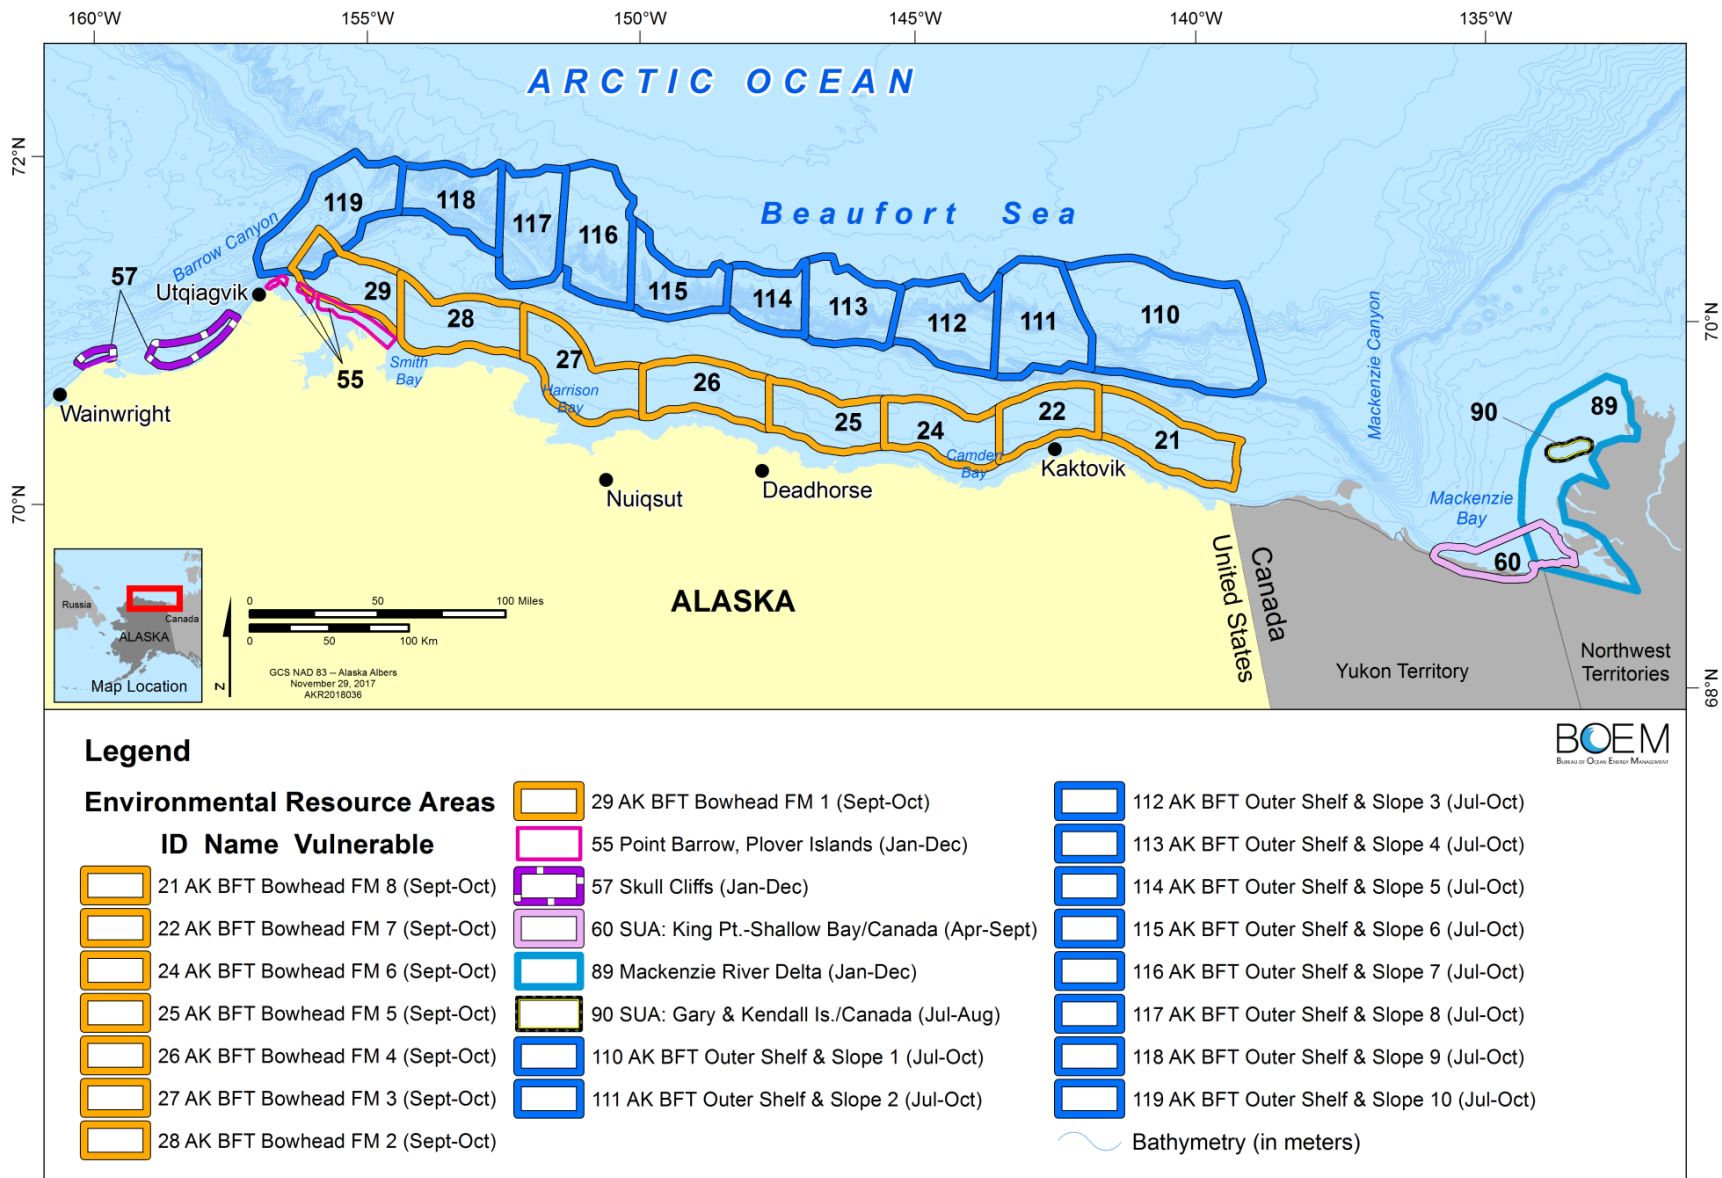 160°W 155°W 150°W 145°W 140°W 135°W
ARCTIC OCEAN
72°N
119
118
117
116
Beaufort Sea
Barrow Canyon
57
Utqiagvik
29
28
115
114
113
112
111
110
70°N
Mackenzie Canyon
55
Smith
Bay
27
Harrison
Bay
26
25
24
22
21
Wainwright
90
89
Camden
Bay
Kaktovik
Nuiqsut
Deadhorse
70°N
Mackenzie
Bay
60
United States
Canada
ALASKA
Russia
Canada
ALASKA
Map Location
N
0 50 100 Miles
0 50 100 Km
GCS NAD 83 -- Alaska Albers
November 29, 2017
AKR2018036
Yukon Territory
Northwest
Territories
68°N
Legend
BOEM
BUREAU OF OCEAN ENERGY MANAGEMENT
Environmental Resource Areas
ID Name Vulnerable
21 AK BFT Bowhead FM 8 (Sept-Oct)
22 AK BFT Bowhead FM 7 (Sept-Oct)
24 AK BFT Bowhead FM 6 (Sept-Oct)
25 AK BFT Bowhead FM 5 (Sept-Oct)
26 AK BFT Bowhead FM 4 (Sept-Oct)
27 AK BFT Bowhead FM 3 (Sept-Oct)
28 AK BFT Bowhead FM 2 (Sept-Oct)
29 AK BFT Bowhead FM 1 (Sept-Oct)
55 Point Barrow, Plover Islands (Jan-Dec)
57 Skull Cliffs (Jan-Dec)
60 SUA: King Pt.-Shallow Bay/Canada (Apr-Sept)
89 Mackenzie River Delta (Jan-Dec)
90 SUA: Gary & Kendall Is./Canada (Jul-Aug)
110 AK BFT Outer Shelf & Slope 1 (Jul-Oct)
111 AK BFT Outer Shelf & Slope 2 (Jul-Oct)
112 AK BFT Outer Shelf & Slope 3 (Jul-Oct)
113 AK BFT Outer Shelf & Slope 4 (Jul-Oct)
114 AK BFT Outer Shelf & Slope 5 (Jul-Oct)
115 AK BFT Outer Shelf & Slope 6 (Jul-Oct)
116 AK BFT Outer Shelf & Slope 7 (Jul-Oct)
117 AK BFT Outer Shelf & Slope 8 (Jul-Oct)
118 AK BFT Outer Shelf & Slope 9 (Jul-Oct)
119 AK BFT Outer Shelf & Slope 10 (Jul-Oct)
Bathymetry (in meters)